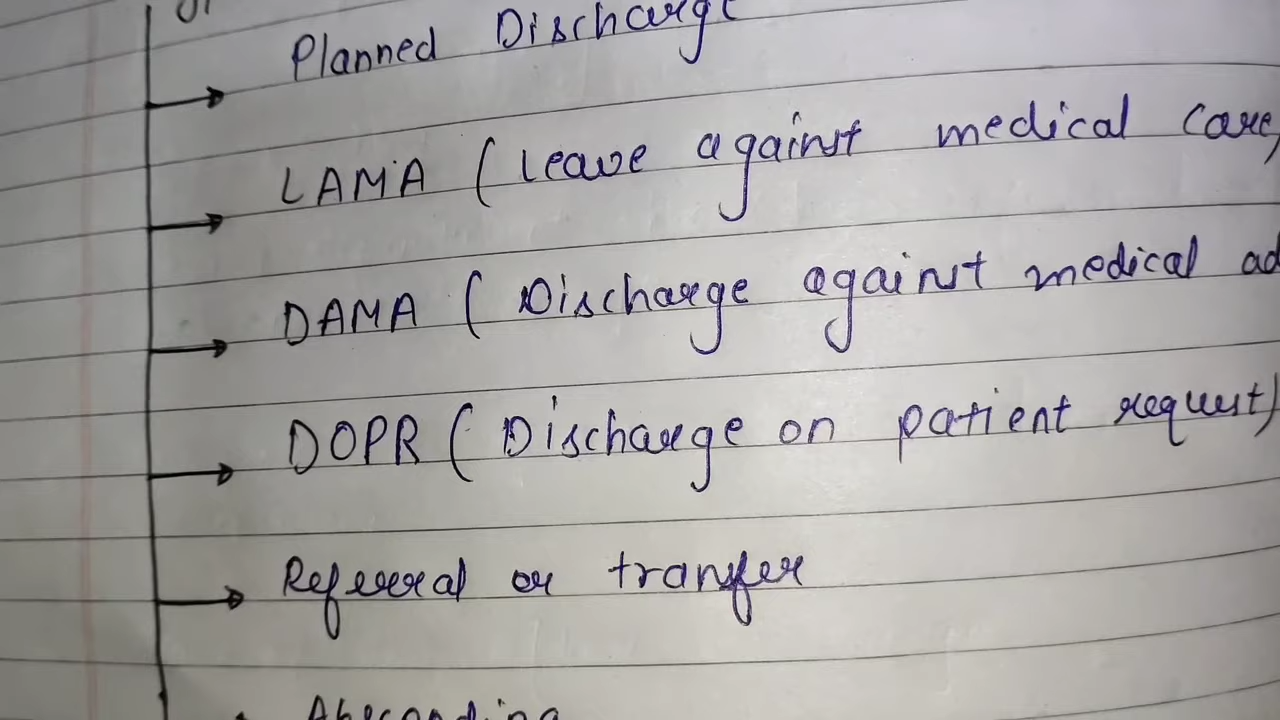 Planned Discharge
LAMA (Leave against medical care)
DAMA (Discharge against medical ad
DOPR (Discharge on patient request)
Referral or tranfer
Absconding